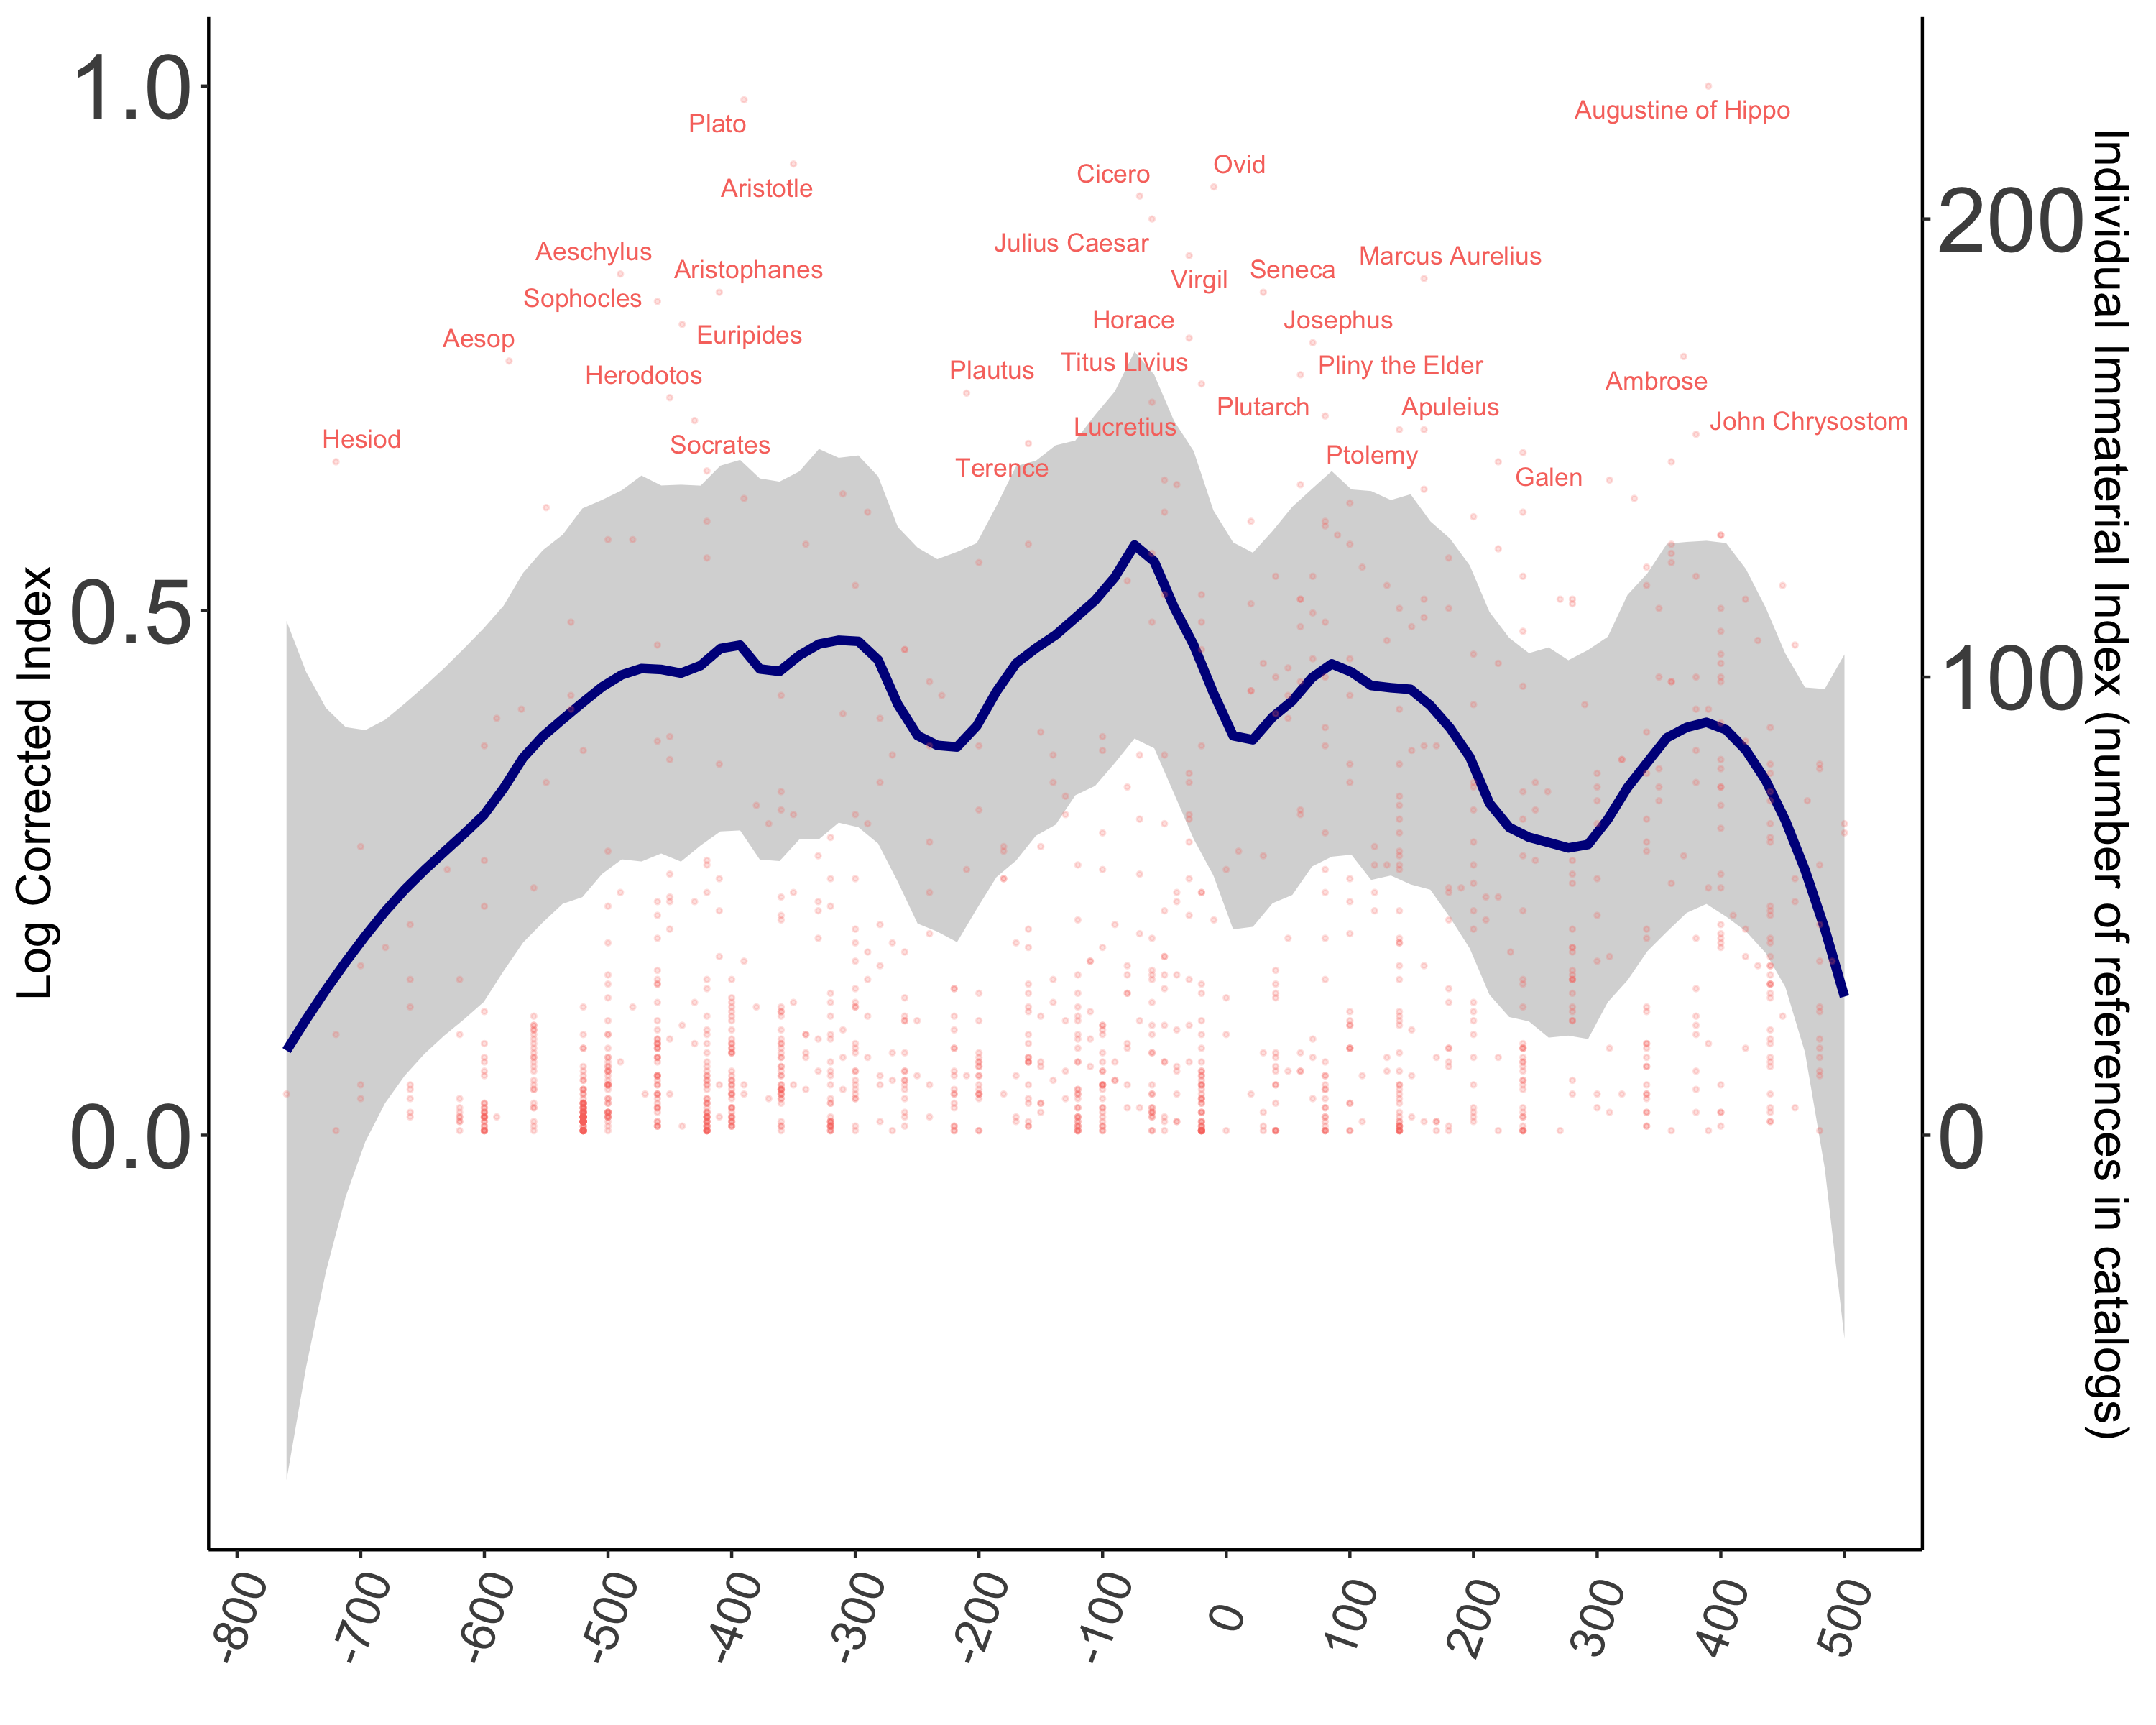 1.0
0.5
0.0
Log Corrected Index
Plato
Augustine of Hippo
Aristotle
Cicero
Ovid
Julius Caesar
Aeschylus
Aristophanes
Virgil
Seneca
Marcus Aurelius
Sophocles
Euripides
Horace
Josephus
Aesop
Herodotos
Plautus
Titus Livius
Pliny the Elder
Ambrose
Plutarch
Apuleius
John Chrysostom
Hesiod
Socrates
Lucretius
Terence
Ptolemy
Galen
200
100
0
Individual Immaterial Index (number of references in cataloggs)
-800
-700
-600
-500
-400
-300
-200
-100
0
100
200
300
400
500